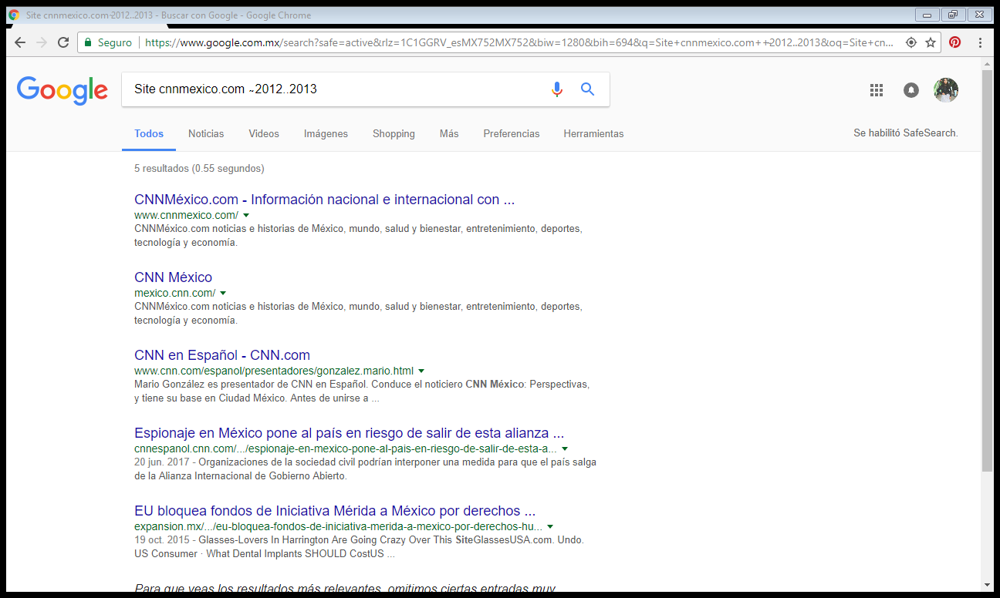 Site cnnmexico.com ~2012..2013 - Buscar con Google - Google Chrome
Seguro
https://www.google.com.mx/search?safe=active&rlz=1C1GGRV_esMX752MX752&biw=1280&bih=694&q=Site+cnnmexico.com++~2012..2013&oq=Site+cn...
Google
Site cnnmexico.com ~2012..2013
Todos Noticias Videos Imágenes Shopping Más Preferencias Herramientas
Se habilitó SafeSearch.
5 resultados (0.55 segundos)
CNNMéxico.com - Información nacional e internacional con ...
www.cnnmexico.com/
CNNMéxico.com noticias e historias de México, mundo, salud y bienestar, entretenimiento, deportes,
tecnología y economía.
CNN México
mexico.cnn.com/
CNNMéxico.com noticias e historias de México, mundo, salud y bienestar, entretenimiento, deportes,
tecnología y economía.
CNN en Español - CNN.com
www.cnn.com/espanol/presentadores/gonzalez.mario.html
Mario González es presentador de CNN en Español. Conduce el noticiero CNN México: Perspectivas,
y tiene su base en Ciudad México. Antes de unirse a ...
Espionaje en México pone al país en riesgo de salir de esta alianza ...
cnnespanol.cnn.com/.../espionaje-en-mexico-pone-al-pais-en-riesgo-de-salir-de-esta-a...
20 jun. 2017 - Organizaciones de la sociedad civil podrían interponer una medida para que el país salga
de la Alianza Internacional de Gobierno Abierto.
EU bloquea fondos de Iniciativa Mérida a México por derechos ...
expansion.mx/.../eu-bloquea-fondos-de-iniciativa-merida-a-mexico-por-derechos-hu...
19 oct. 2015 - Glasses-Lovers In Harrington Are Going Crazy Over This SiteGlassesUSA.com. Undo.
US Consumer · What Dental Implants SHOULD CostUS ...
Para que veas los resultados más relevantes, omitimos ciertas entradas muy